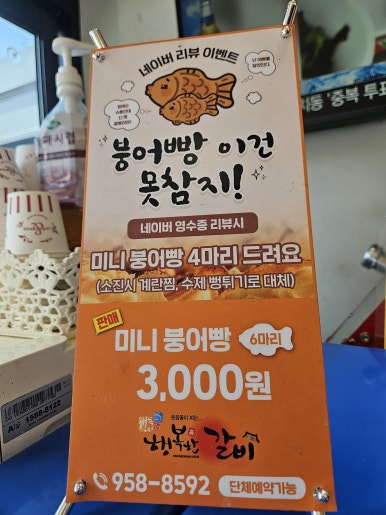 네이버 리뷰 이벤트
붕어빵 이건
못참지!
네이버 영수증 리뷰시
미니 붕어빵 4마리 드려요
(소진시 계란찜, 수제 뻥튀기로 대체)
판매
미니 붕어빵 6마리
3,000원
행복한 갈비
958-8592 단체예약가능
A/S 1588-8122